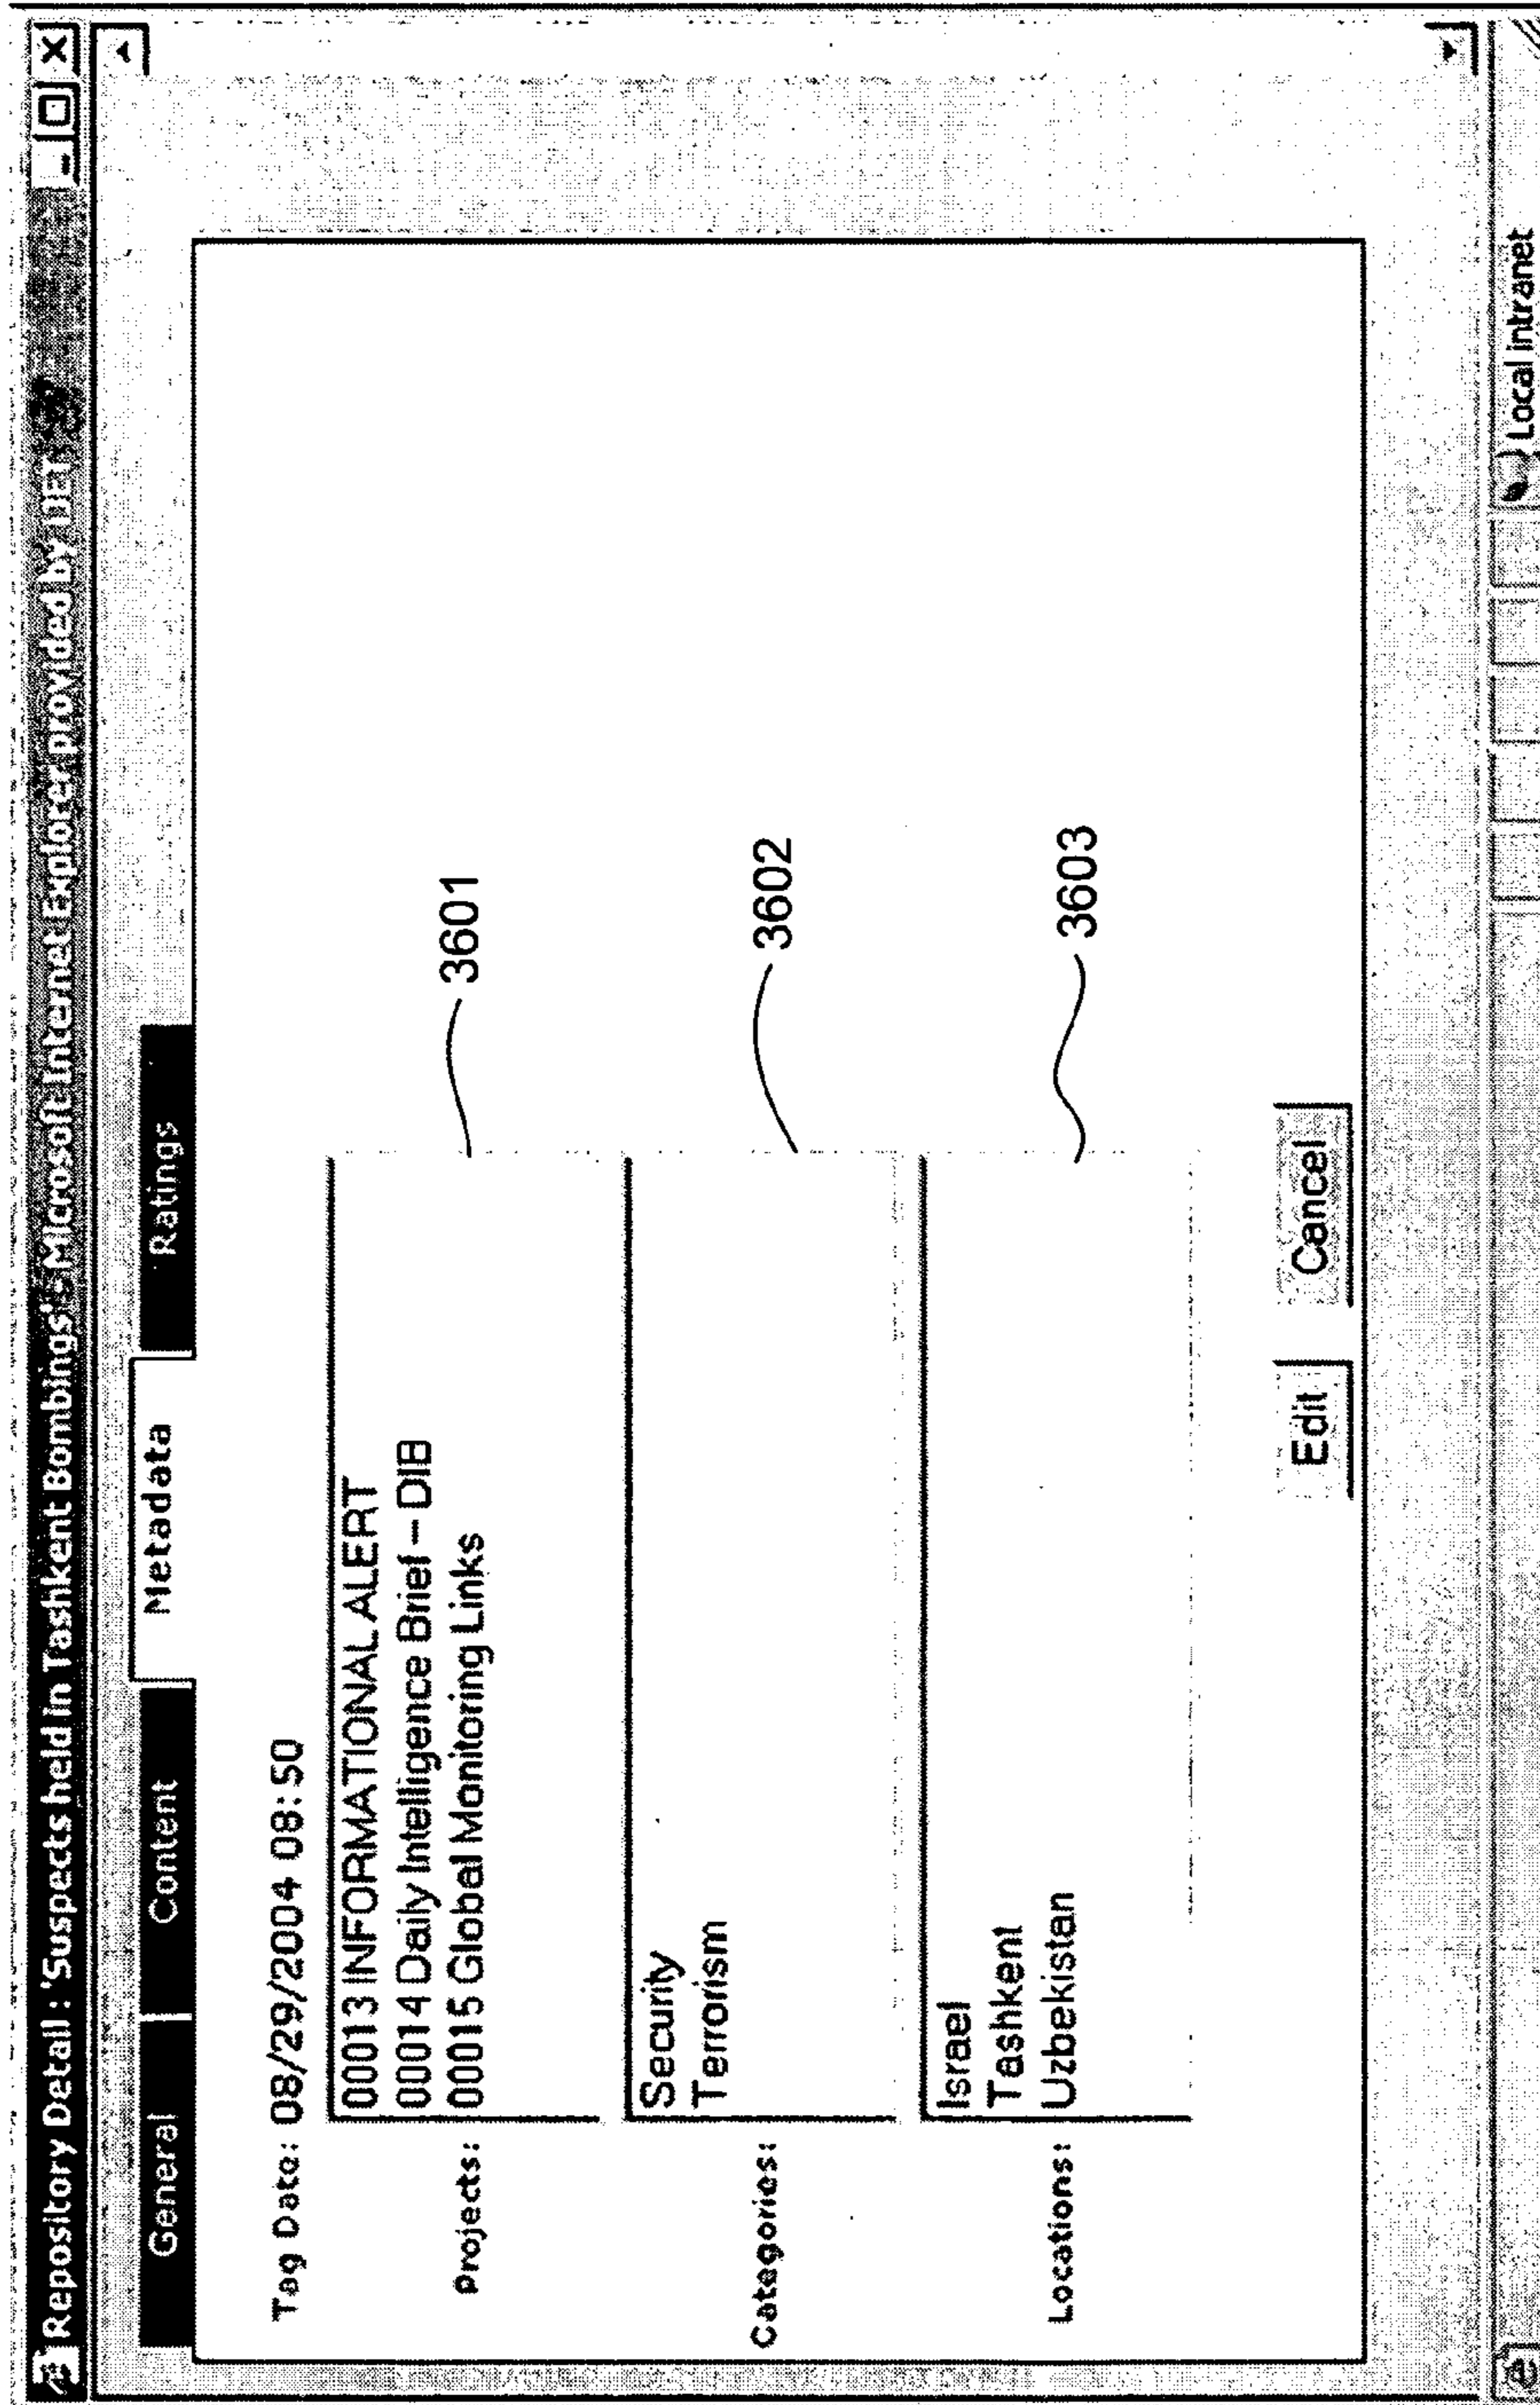 Repository Detail : 'Suspects held in Tashkent Bombings' - Microsoft Internet Explorer provided by DET
General Content Metadata Ratings
Tag Date: 08/29/2004 08:50
Projects:
00013 INFORMATIONAL ALERT
00014 Daily Intelligence Brief – DIB
00015 Global Monitoring Links
3601
Categories:
Security
Terrorism
3602
Locations:
Israel
Tashkent
Uzbekistan
3603
Edit Cancel
Local intranet